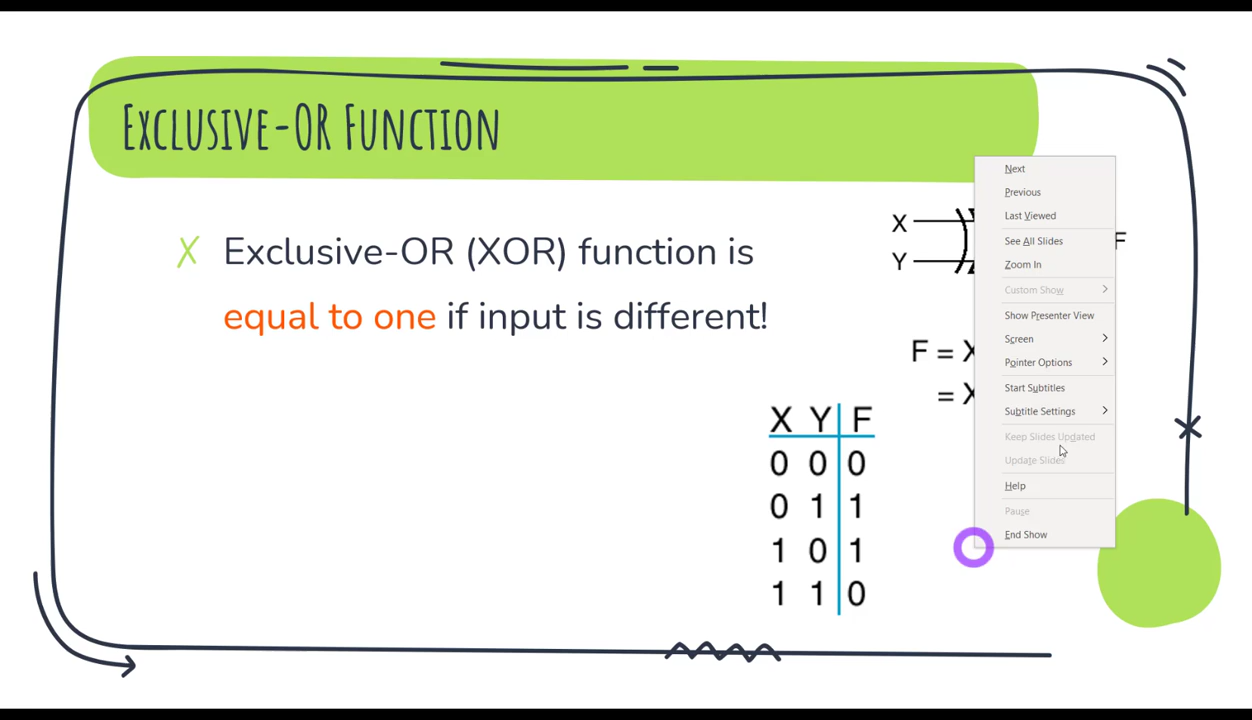 Exclusive-OR Function
X Exclusive-OR (XOR) function is
equal to one if input is different!
X
Y
F
F = X
= X
X Y F
0 0 0
0 1 1
1 0 1
1 1 0
Next
Previous
Last Viewed
See All Slides
Zoom In
Custom Show
Show Presenter View
Screen
Pointer Options
Start Subtitles
Subtitle Settings
Keep Slides Updated
Update Slides
Help
Pause
End Show